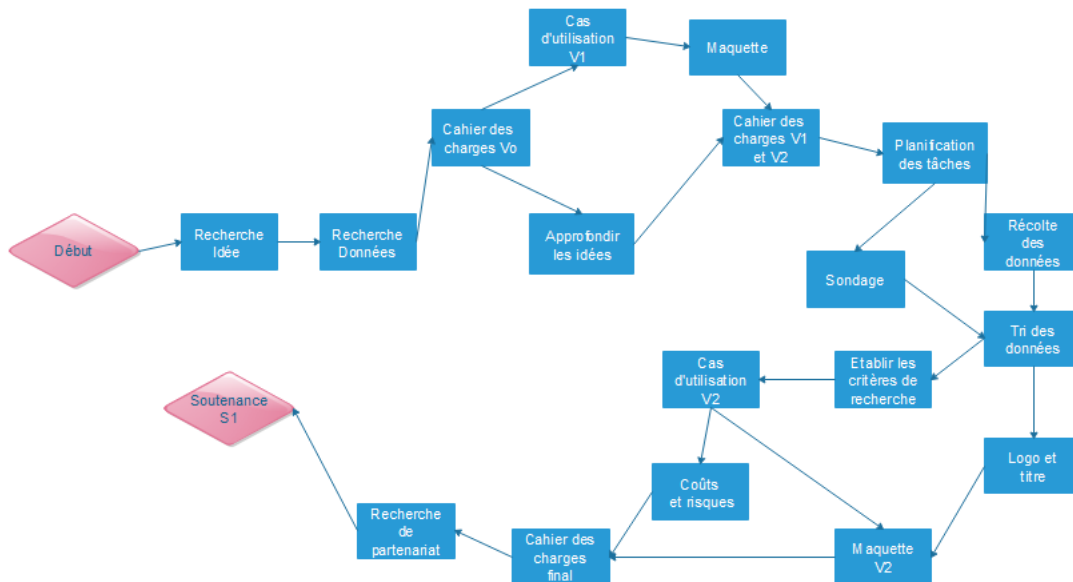 Cas
d'utilisation
V1
Maquette
Cahier des
charges Vo
Cahier des
charges V1
et V2
Planification
des tâches
Début
Recherche
Idée
Recherche
Données
Approfondir
les idées
Récolte
des
données
Sondage
Tri des
données
Etablir les
critères de
recherche
Cas
d'utilisation
V2
Soutenance
S1
Logo et
titre
Coûts
et risques
Recherche
de
partenariat
Cahier des
charges
final
Maquette
V2